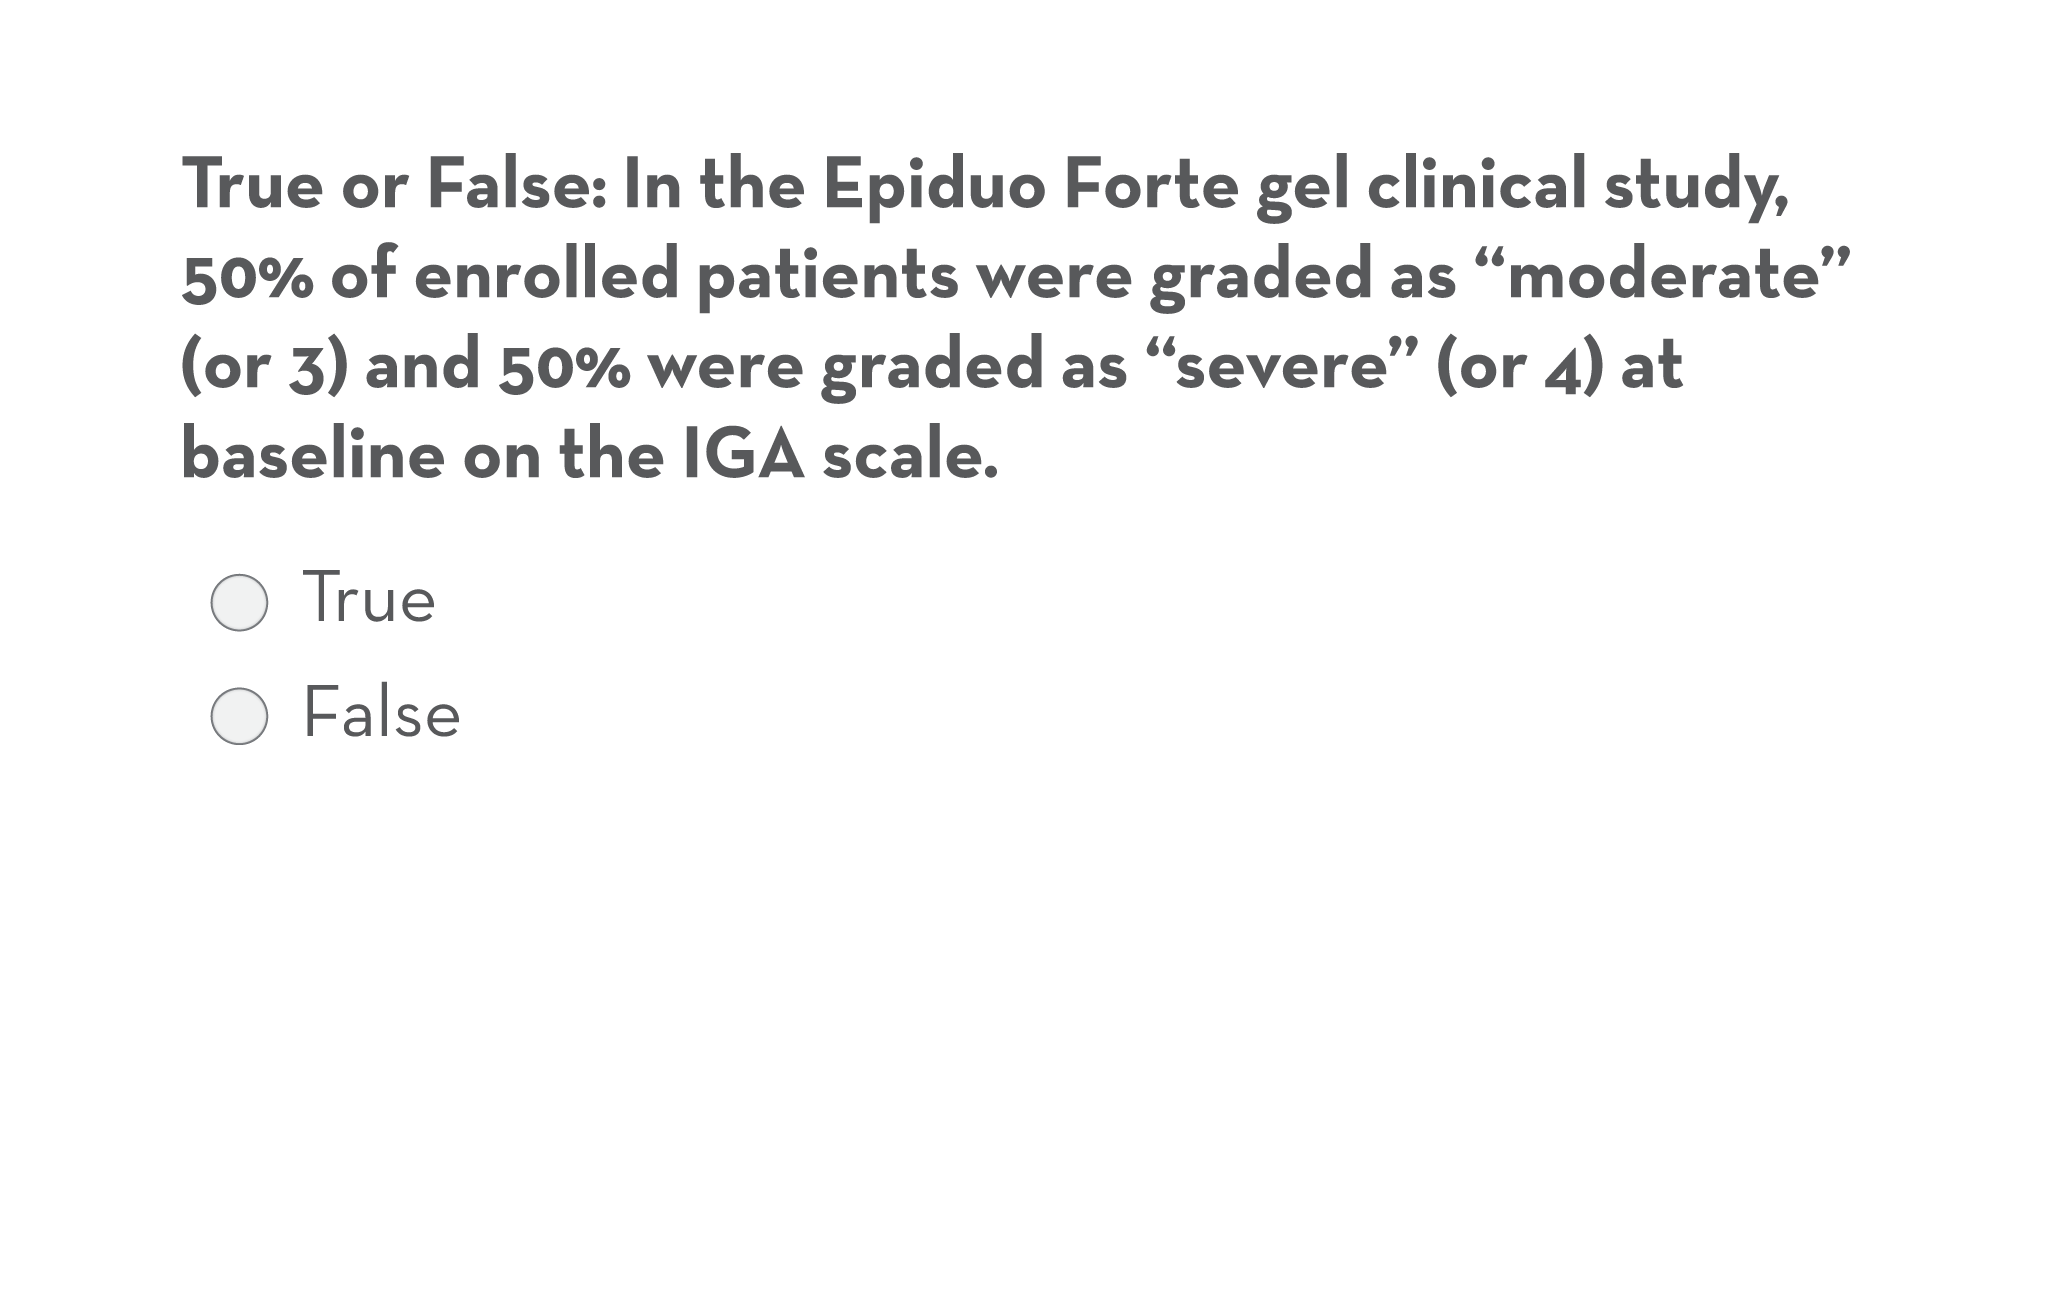 True or False: In the Epiduo Forte gel clinical study,
50% of enrolled patients were graded as “moderate”
(or 3) and 50% were graded as “severe” (or 4) at
baseline on the IGA scale.
True
False